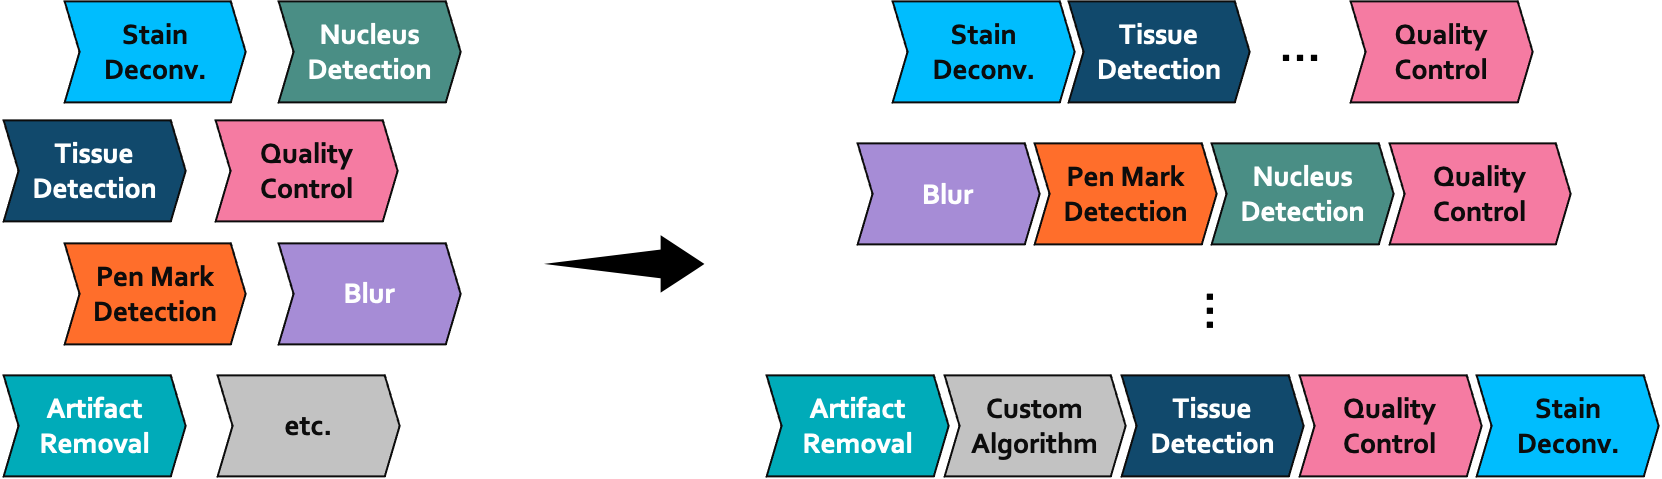 Stain
Deconv.
Nucleus
Detection
Tissue
Detection
Quality
Control
Pen Mark
Detection
Blur
Artifact
Removal
etc.
Stain
Deconv.
Tissue
Detection
...
Quality
Control
Blur
Pen Mark
Detection
Nucleus
Detection
Quality
Control
Artifact
Removal
Custom
Algorithm
Tissue
Detection
Quality
Control
Stain
Deconv.